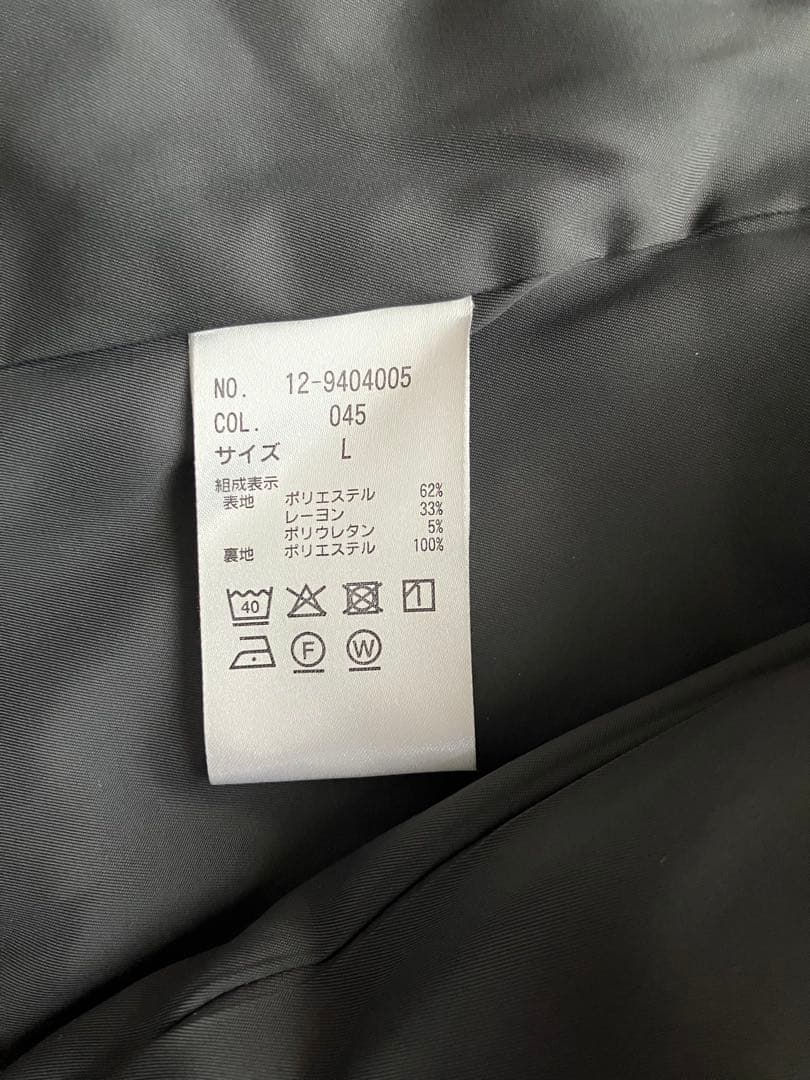 NO. 12-9404005
COL. 045
サイズ L
組成表示
表地 ポリエステル 62%
レーヨン 33%
ポリウレタン 5%
裏地 ポリエステル 100%
40
F W